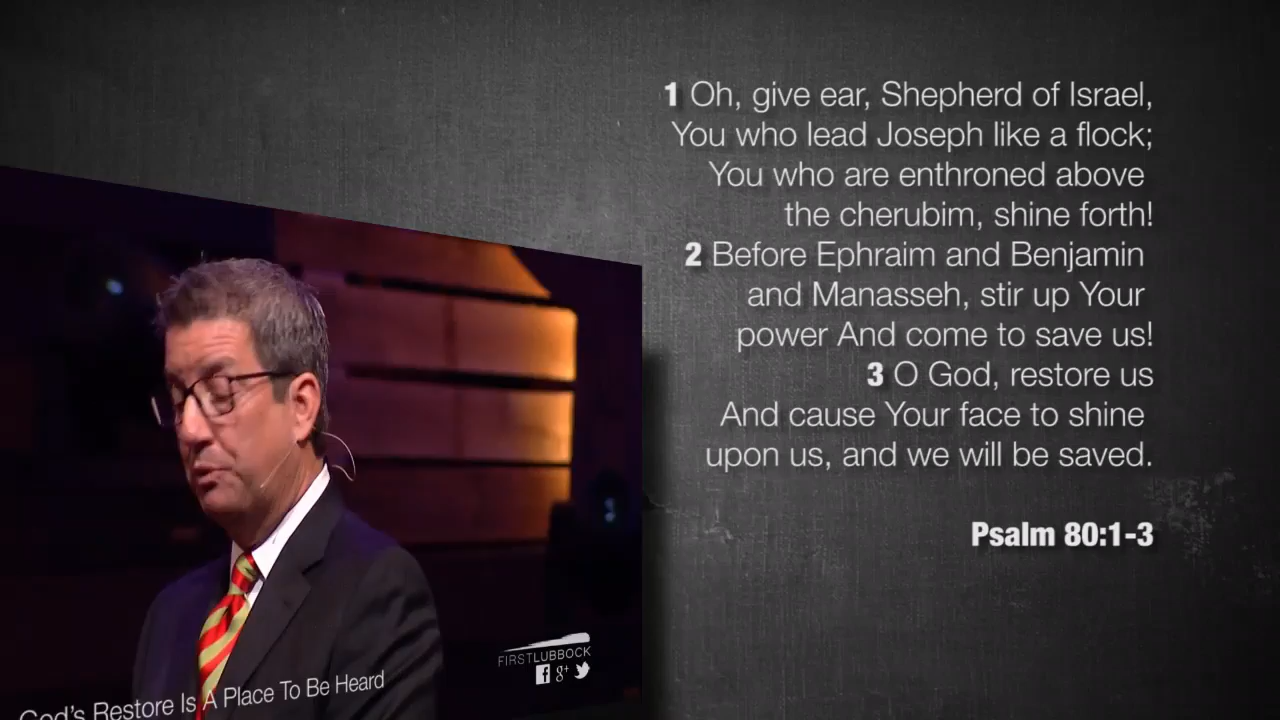 1 Oh, give ear, Shepherd of Israel,
You who lead Joseph like a flock;
You who are enthroned above
the cherubim, shine forth!
2 Before Ephraim and Benjamin
and Manasseh, stir up Your
power And come to save us!
3 O God, restore us
And cause Your face to shine
upon us, and we will be saved.
Psalm 80:1-3
FIRSTLUBBOCK
f g+
God's Restore Is A Place To Be Heard